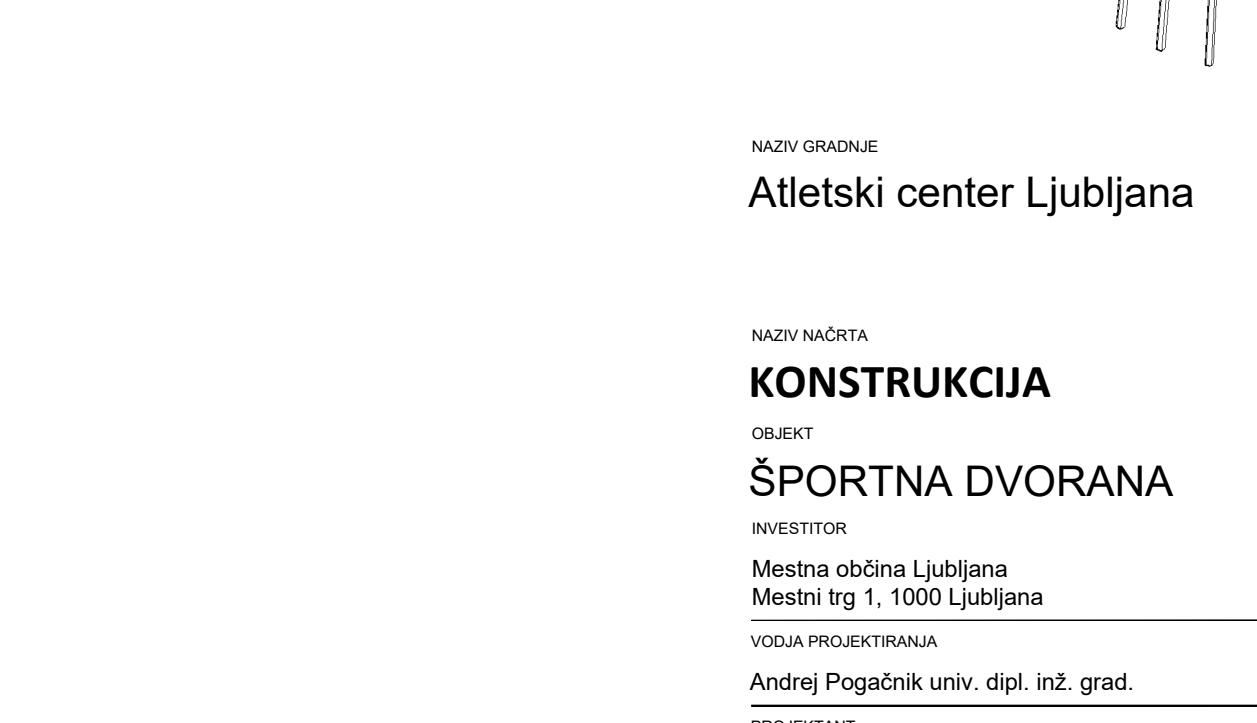 NAZIV GRADNJE
Atletski center Ljubljana
NAZIV NAČRTA
KONSTRUKCIJA
OBJEKT
ŠPORTNA DVORANA
INVESTITOR
Mestna občina Ljubljana
Mestni trg 1, 1000 Ljubljana
VODJA PROJEKTIRANJA
Andrej Pogačnik univ. dipl. inž. grad.
PROJEKTANT